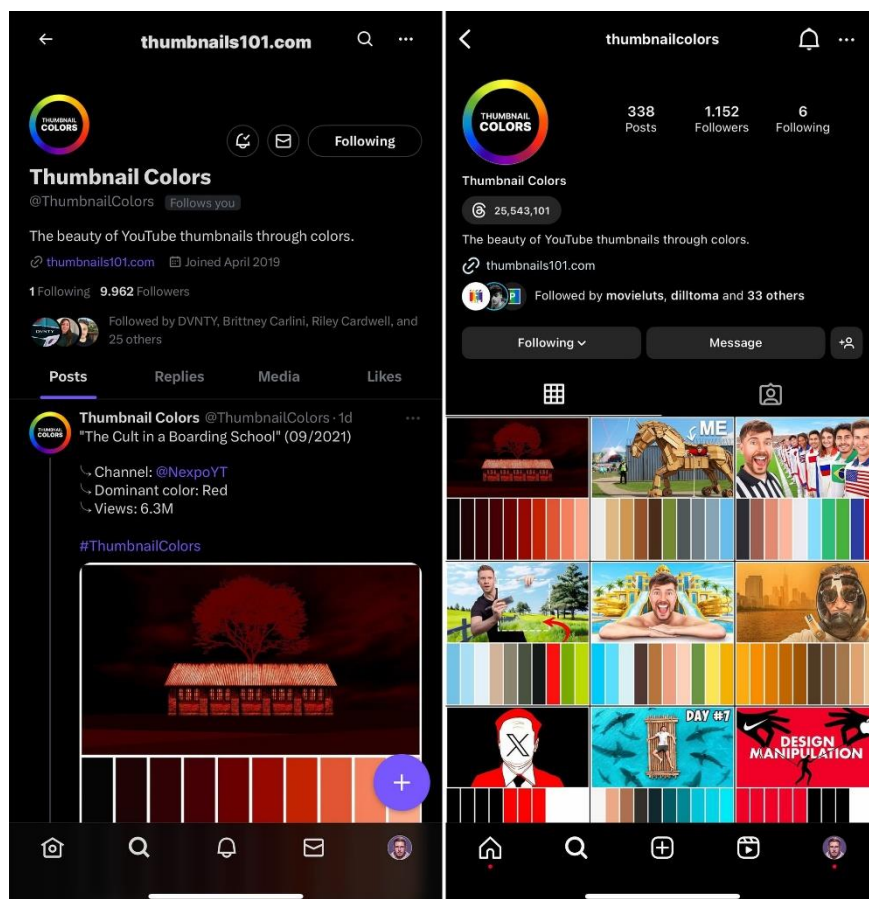 thumbnails101.com
THUMBNAIL
COLORS
Following
Thumbnail Colors
@ThumbnailColors Follows you
The beauty of YouTube thumbnails through colors.
thumbnails101.com Joined April 2019
1 Following 9.962 Followers
DVNTY
Followed by DVNTY, Brittney Carlini, Riley Cardwell, and
25 others
Posts Replies Media Likes
THUMBNAIL
COLORS
Thumbnail Colors @ThumbnailColors · 1d
"The Cult in a Boarding School" (09/2021)
Channel: @NexpoYT
Dominant color: Red
Views: 6.3M
#ThumbnailColors
thumbnailcolors
THUMBNAIL
COLORS
338 1.152 6
Posts Followers Following
Thumbnail Colors
25,543,101
The beauty of YouTube thumbnails through colors.
thumbnails101.com
Followed by movieluts, dilltoma and 33 others
Following Message
ME
DAY #7
DESIGN
MANIPULATION